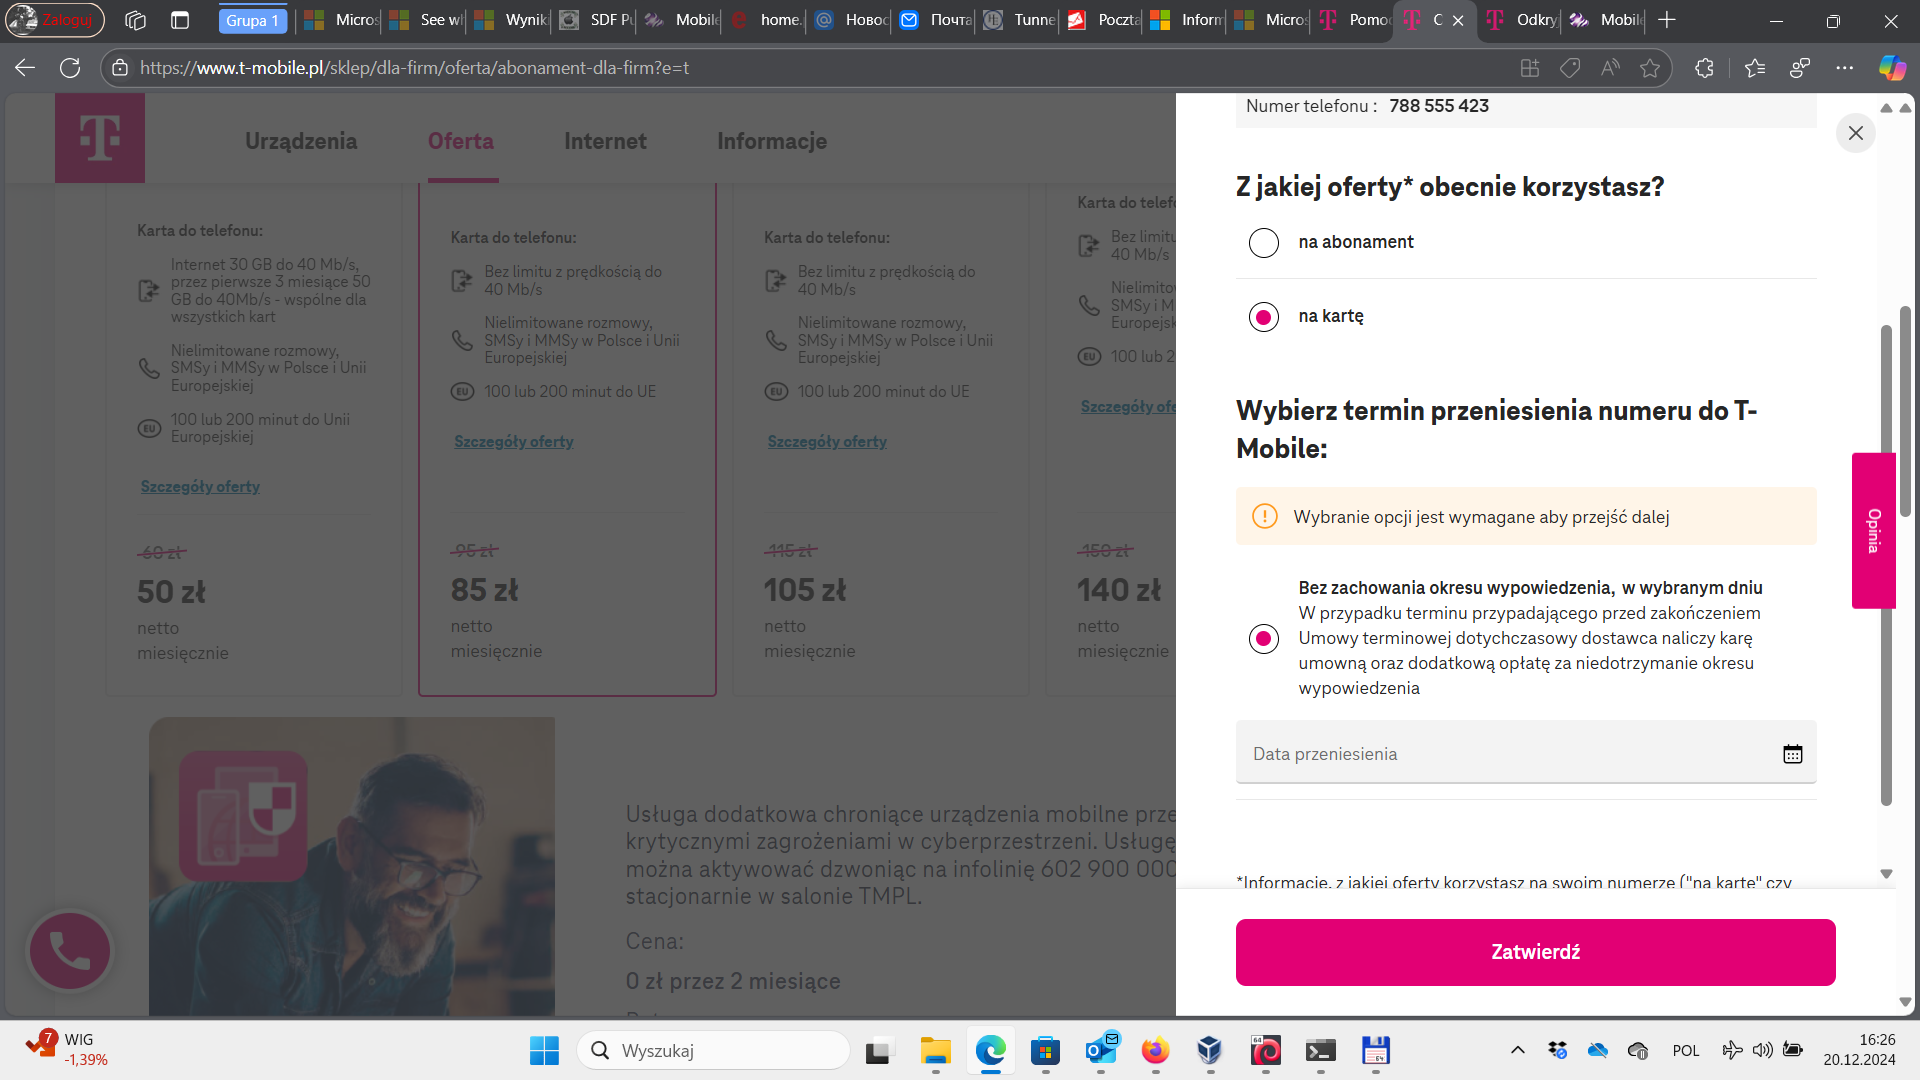 Zaloguj
Grupa 1
Micros
See wh
Wynik
SDF Pu
Mobile
home.
Новос
Почта
Tunne
Poczta
Inform
Micros
Pomoc
C
Odkry
Mobile
https://www.t-mobile.pl/sklep/dla-firm/oferta/abonament-dla-firm?e=t
Urządzenia
Oferta
Internet
Informacje
Karta do telefonu:
Internet 30 GB do 40 Mb/s,
przez pierwsze 3 miesiące 50
GB do 40Mb/s - wspólne dla
wszystkich kart
Nielimitowane rozmowy,
SMSy i MMSy w Polsce i Unii
Europejskiej
EU
100 lub 200 minut do Unii
Europejskiej
Szczegóły oferty
60 zł
50 zł
netto
miesięcznie
Karta do telefonu:
Bez limitu z prędkością do
40 Mb/s
Nielimitowane rozmowy,
SMSy i MMSy w Polsce i Unii
Europejskiej
EU
100 lub 200 minut do UE
Szczegóły oferty
95 zł
85 zł
netto
miesięcznie
Karta do telefonu:
Bez limitu z prędkością do
40 Mb/s
Nielimitowane rozmowy,
SMSy i MMSy w Polsce i Unii
Europejskiej
EU
100 lub 200 minut do UE
Szczegóły oferty
115 zł
105 zł
netto
miesięcznie
Karta do telef
Bez limitu
40 Mb/s
Nielimito
SMSy i M
Europejsk
EU
100 lub 2
Szczegóły ofe
150 zł
140 zł
netto
miesięcznie
Usługa dodatkowa chroniące urządzenia mobilne prze
krytycznymi zagrożeniami w cyberprzestrzeni. Usługę
można aktywować dzwoniąc na infolinię 602 900 000
stacjonarnie w salonie TMPL.
Cena:
0 zł przez 2 miesiące
Numer telefonu : 788 555 423
Z jakiej oferty* obecnie korzystasz?
na abonament
na kartę
Wybierz termin przeniesienia numeru do T-
Mobile:
Wybranie opcji jest wymagane aby przejść dalej
Bez zachowania okresu wypowiedzenia, w wybranym dniu
W przypadku terminu przypadającego przed zakończeniem
Umowy terminowej dotychczasowy dostawca naliczy karę
umowną oraz dodatkową opłatę za niedotrzymanie okresu
wypowiedzenia
Data przeniesienia
*Informację, z jakiej oferty korzystasz na swoim numerze ("na kartę" czy
Zatwierdź
Opinia
7
WIG
-1,39%
Wyszukaj
64
64
POL
16:26
20.12.2024